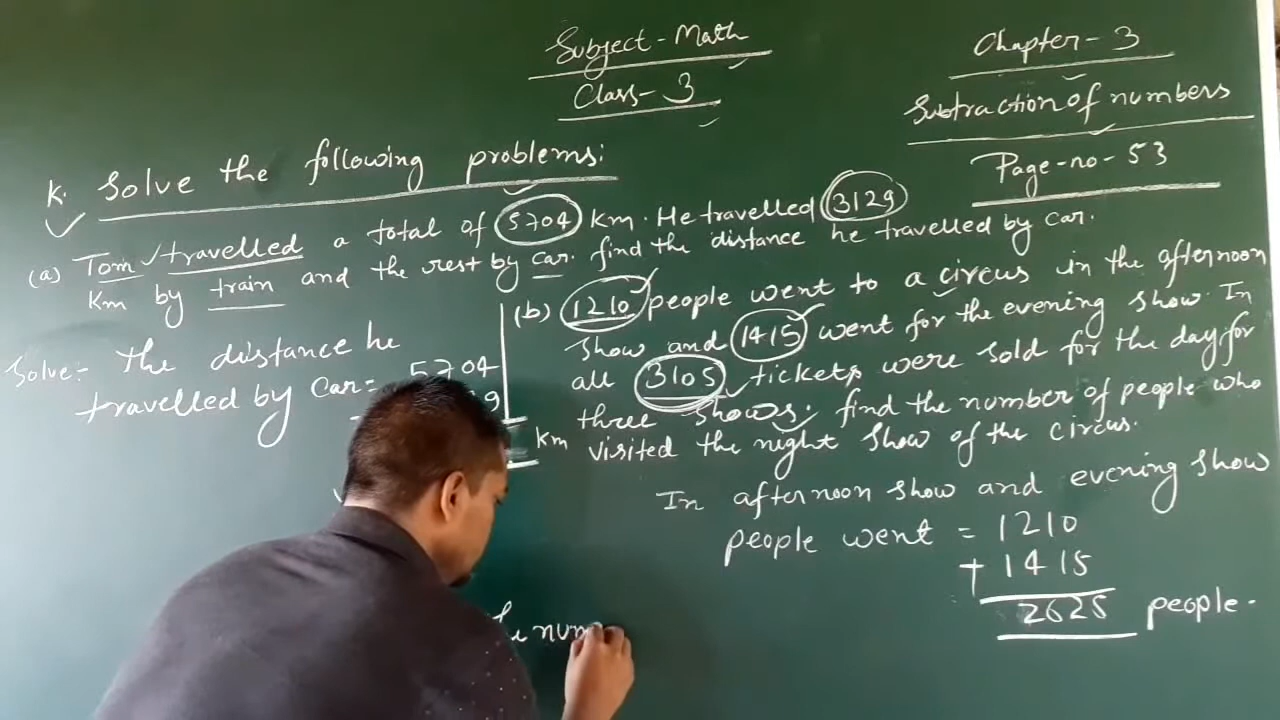 Subject - Math
Class - 3
Chapter - 3
Subtraction of numbers
Page - no - 53
K. Solve the following problems:
(a) Tom travelled a total of 5704 km. He travelled 3129
km by train and the rest by car. find the distance he travelled by car.
Solve:- The distance he
travelled by car = 5704
9
km
(b) 1210 people went to a circus in the afternoon
show and 1415 went for the evening show. In
all 3105 tickets were sold for the day for
three shows. find the number of people who
visited the night show of the circus.
In afternoon show and evening show
people went = 1210
+ 1415
2625 people.